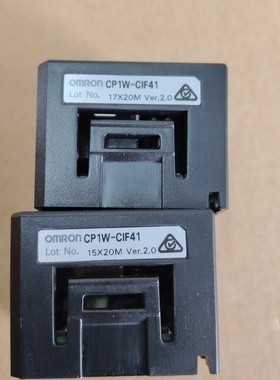 OMRON CP1W-CIF41
Lot No. 17X20M Ver.2.0
OMRON CP1W-CIF41
Lot No. 15X20M Ver.2.0